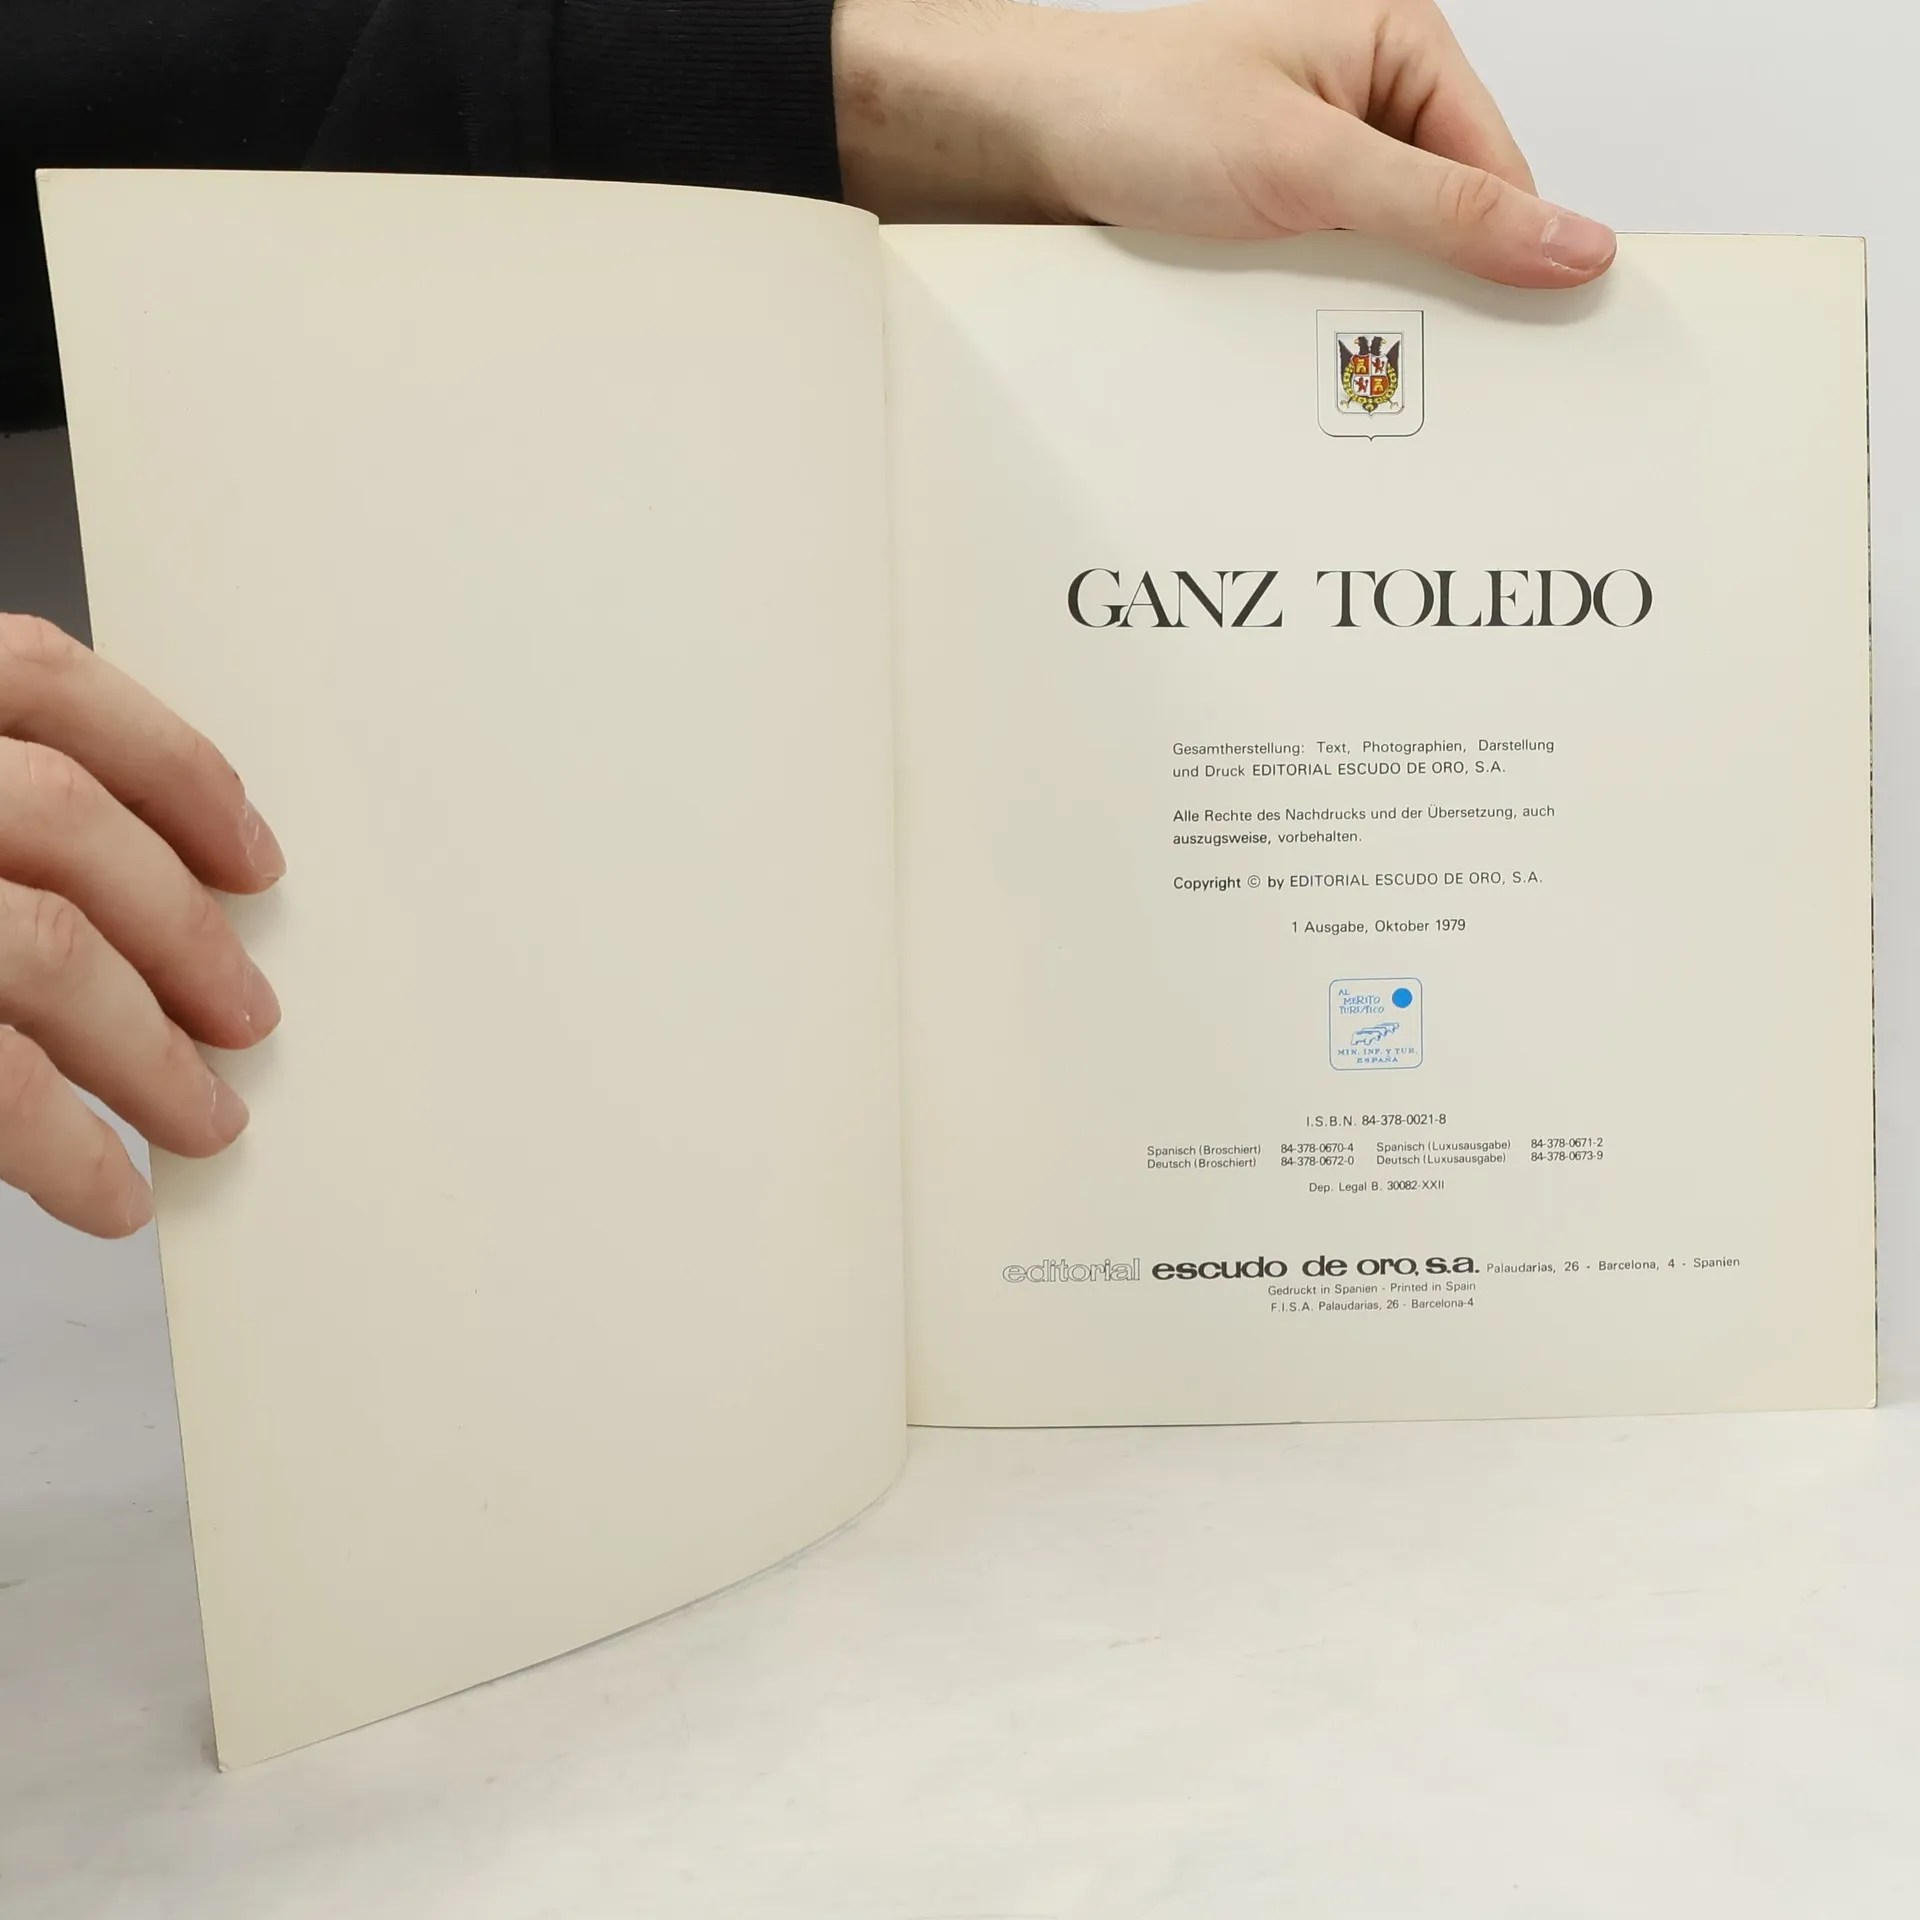 GANZ TOLEDO
Gesamtherstellung: Text, Photographien, Darstellung
und Druck EDITORIAL ESCUDO DE ORO, S.A.
Alle Rechte des Nachdrucks und der Übersetzung, auch
auszugsweise, vorbehalten.
Copyright © by EDITORIAL ESCUDO DE ORO, S.A.
1 Ausgabe, Oktober 1979
AL
MERITO
TURISTICO
MIN. INF. Y TUR.
ESPAÑA
I.S.B.N. 84-378-0021-8
Spanisch (Broschiert) 84-378-0670-4 Spanisch (Luxusausgabe) 84-378-0671-2
Deutsch (Broschiert) 84-378-0672-0 Deutsch (Luxusausgabe) 84-378-0673-9
Dep. Legal B. 30082-XXII
editorial escudo de oro, s.a. Palaudarias, 26 - Barcelona, 4 - Spanien
Gedruckt in Spanien - Printed in Spain
F.I.S.A. Palaudarias, 26 - Barcelona-4